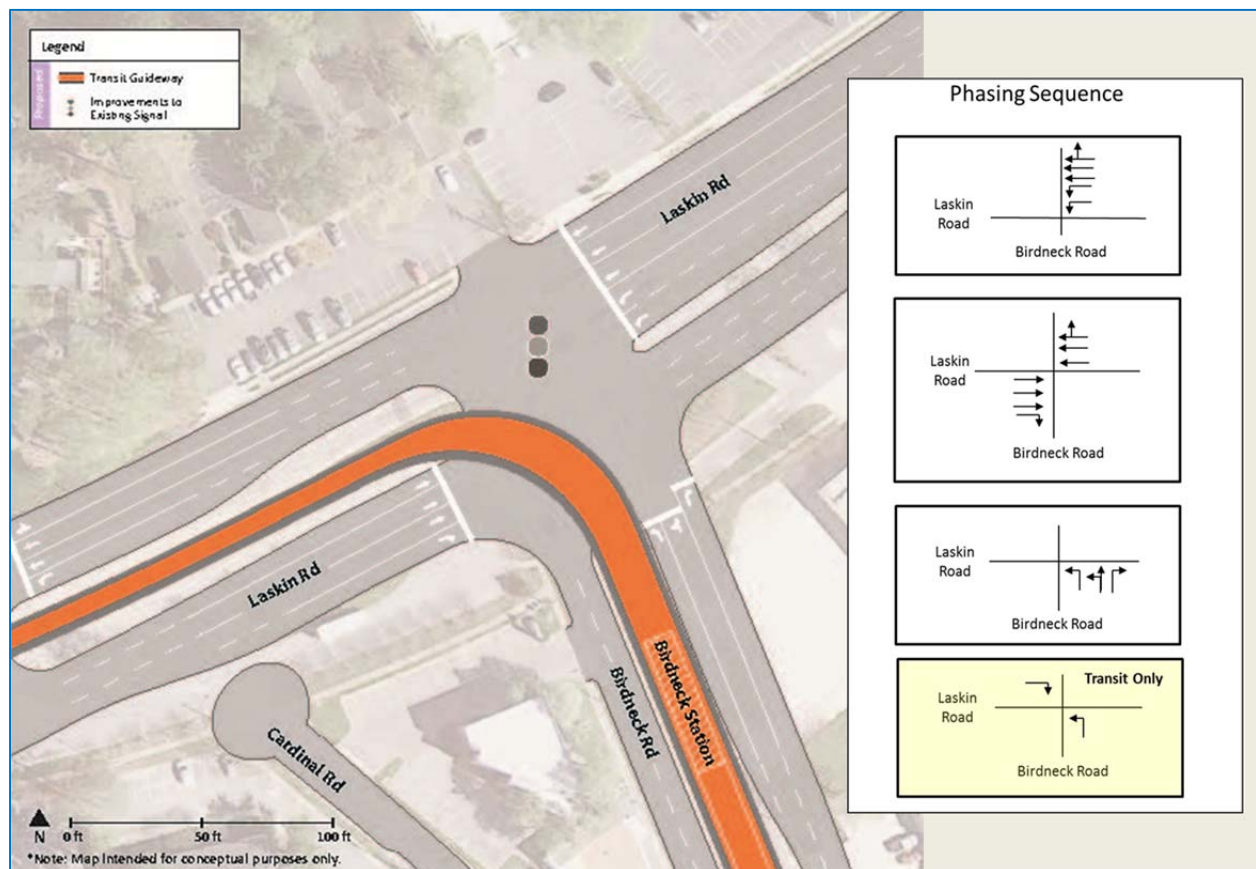 Legend
Proposed
Transit Guideway
Improvements to
Existing Signal
Laskin Rd
Laskin Rd
Birdneck Station
Birdneck Rd
Cardinal Rd
N
0 ft
50 ft
100 ft
*Note: Map Intended for conceptual purposes only.
Phasing Sequence
Laskin
Road
Birdneck Road
Laskin
Road
Birdneck Road
Laskin
Road
Birdneck Road
Transit Only
Laskin
Road
Birdneck Road